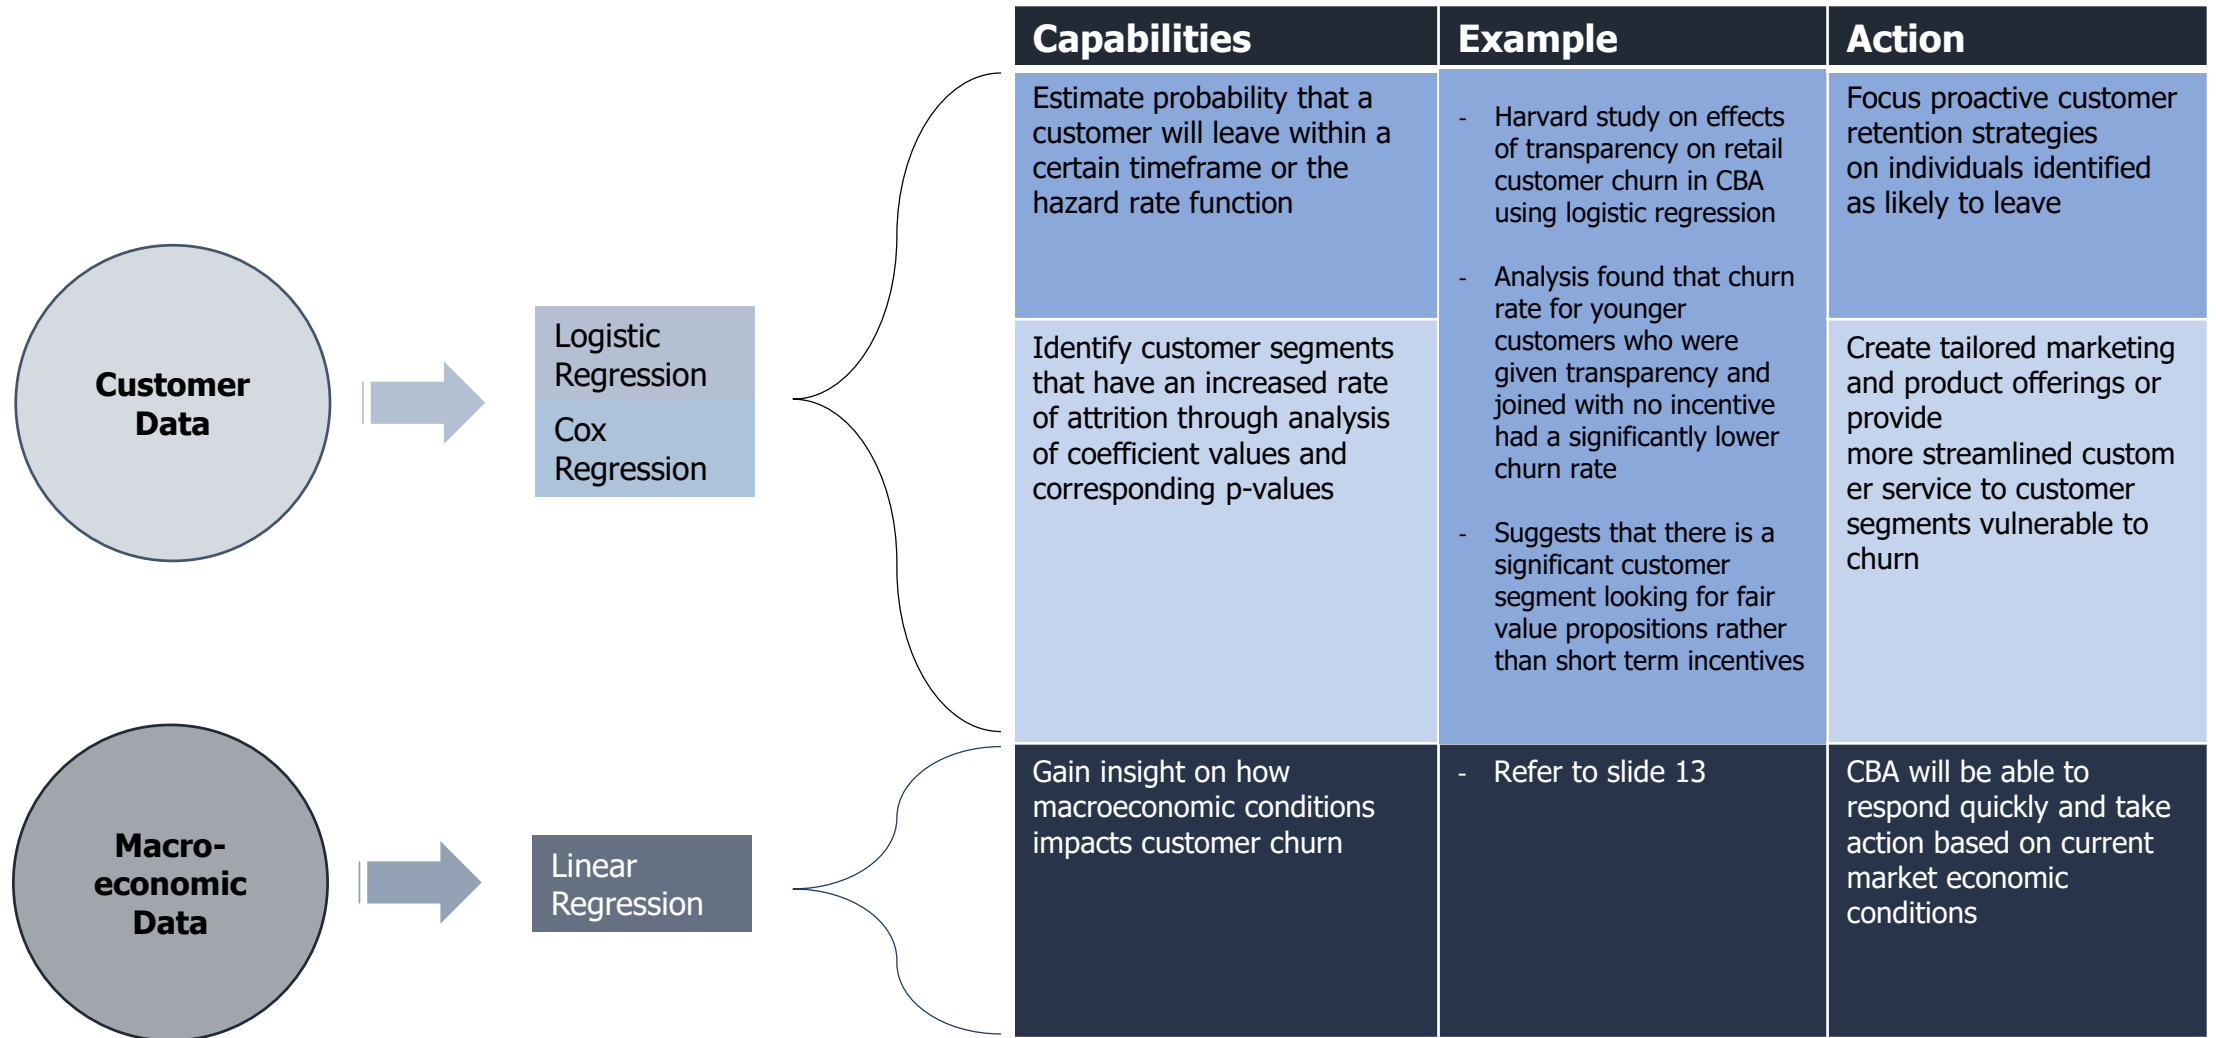 Customer
Data
Logistic
Regression
Cox
Regression
Macro-
economic
Data
Linear
Regression
Capabilities
Example
Action
Estimate probability that a
customer will leave within a
certain timeframe or the
hazard rate function
- Harvard study on effects
of transparency on retail
customer churn in CBA
using logistic regression
- Analysis found that churn
rate for younger
customers who were
given transparency and
joined with no incentive
had a significantly lower
churn rate
- Suggests that there is a
significant customer
segment looking for fair
value propositions rather
than short term incentives
Focus proactive customer
retention strategies
on individuals identified
as likely to leave
Identify customer segments
that have an increased rate
of attrition through analysis
of coefficient values and
corresponding p-values
Create tailored marketing
and product offerings or
provide
more streamlined custom
er service to customer
segments vulnerable to
churn
Gain insight on how
macroeconomic conditions
impacts customer churn
- Refer to slide 13
CBA will be able to
respond quickly and take
action based on current
market economic
conditions